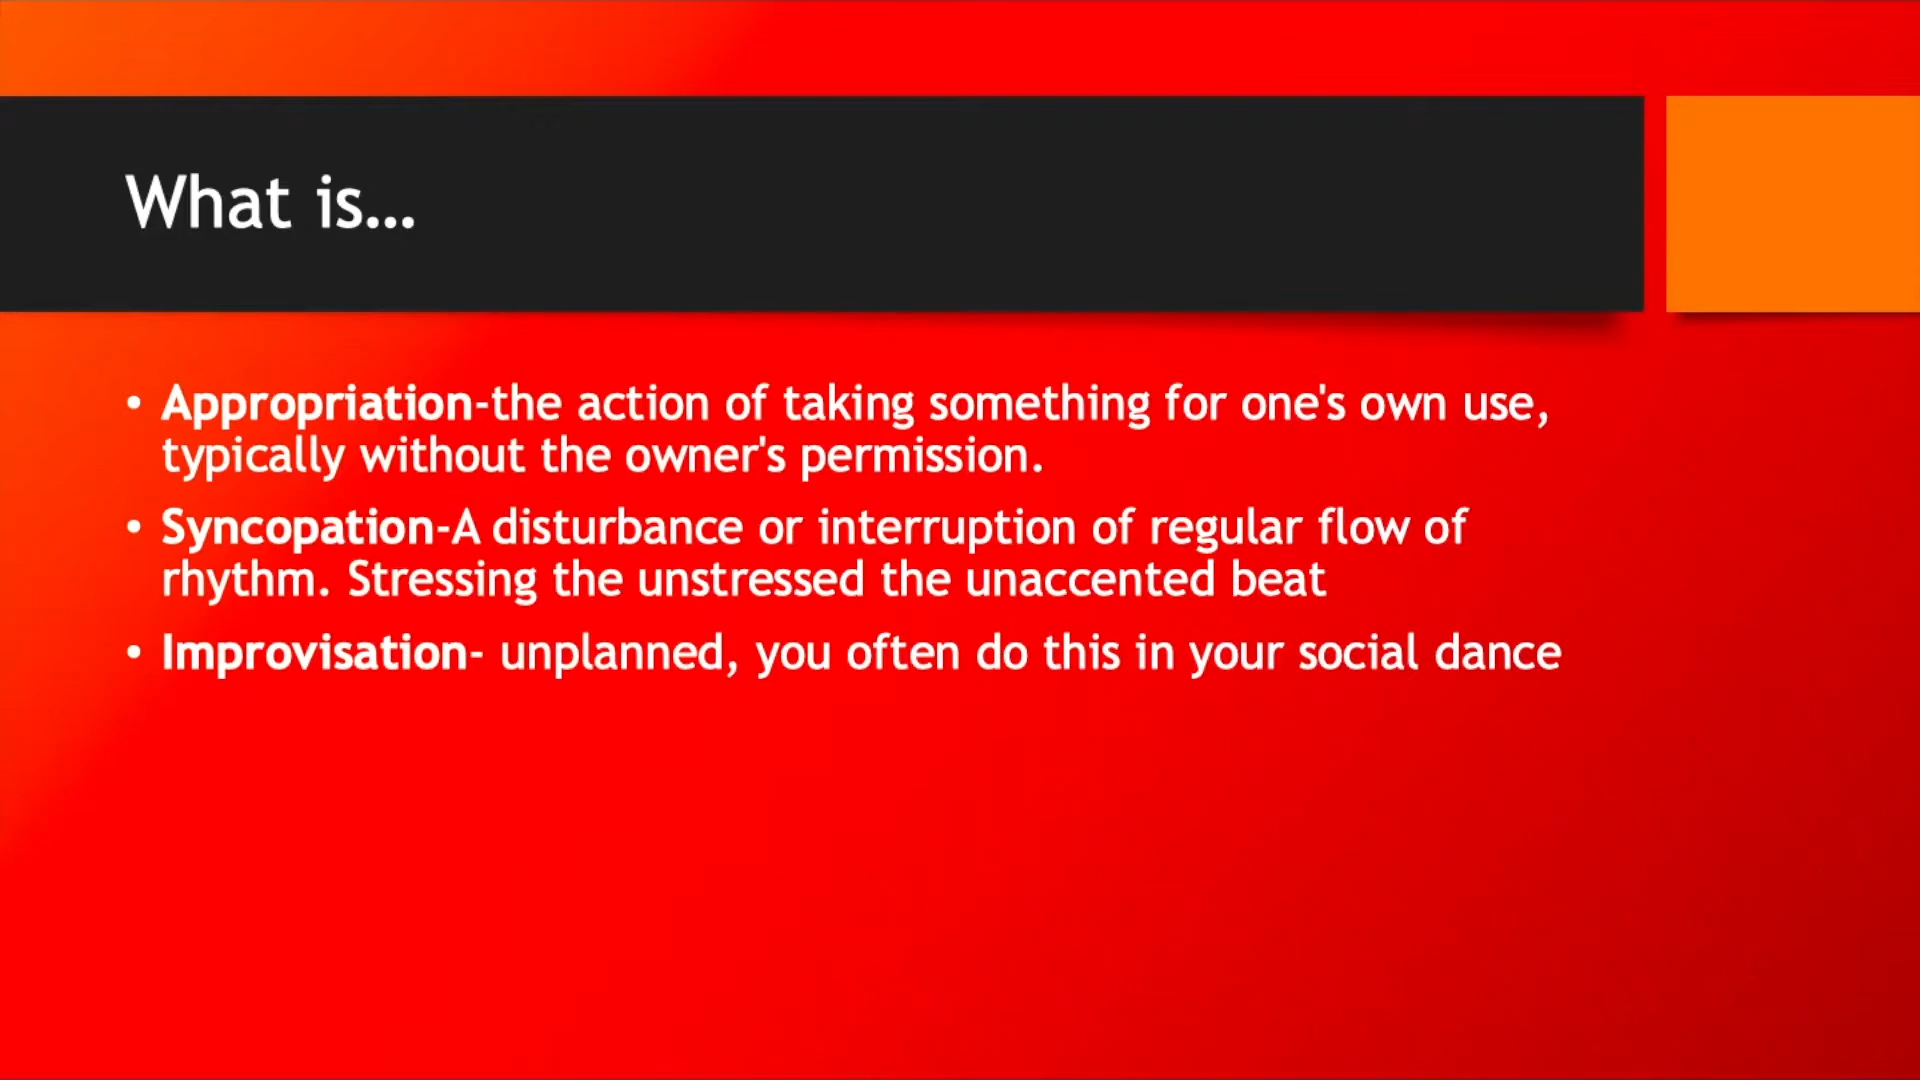 What is...
• Appropriation-the action of taking something for one's own use,
typically without the owner's permission.
• Syncopation-A disturbance or interruption of regular flow of
rhythm. Stressing the unstressed the unaccented beat
• Improvisation- unplanned, you often do this in your social dance